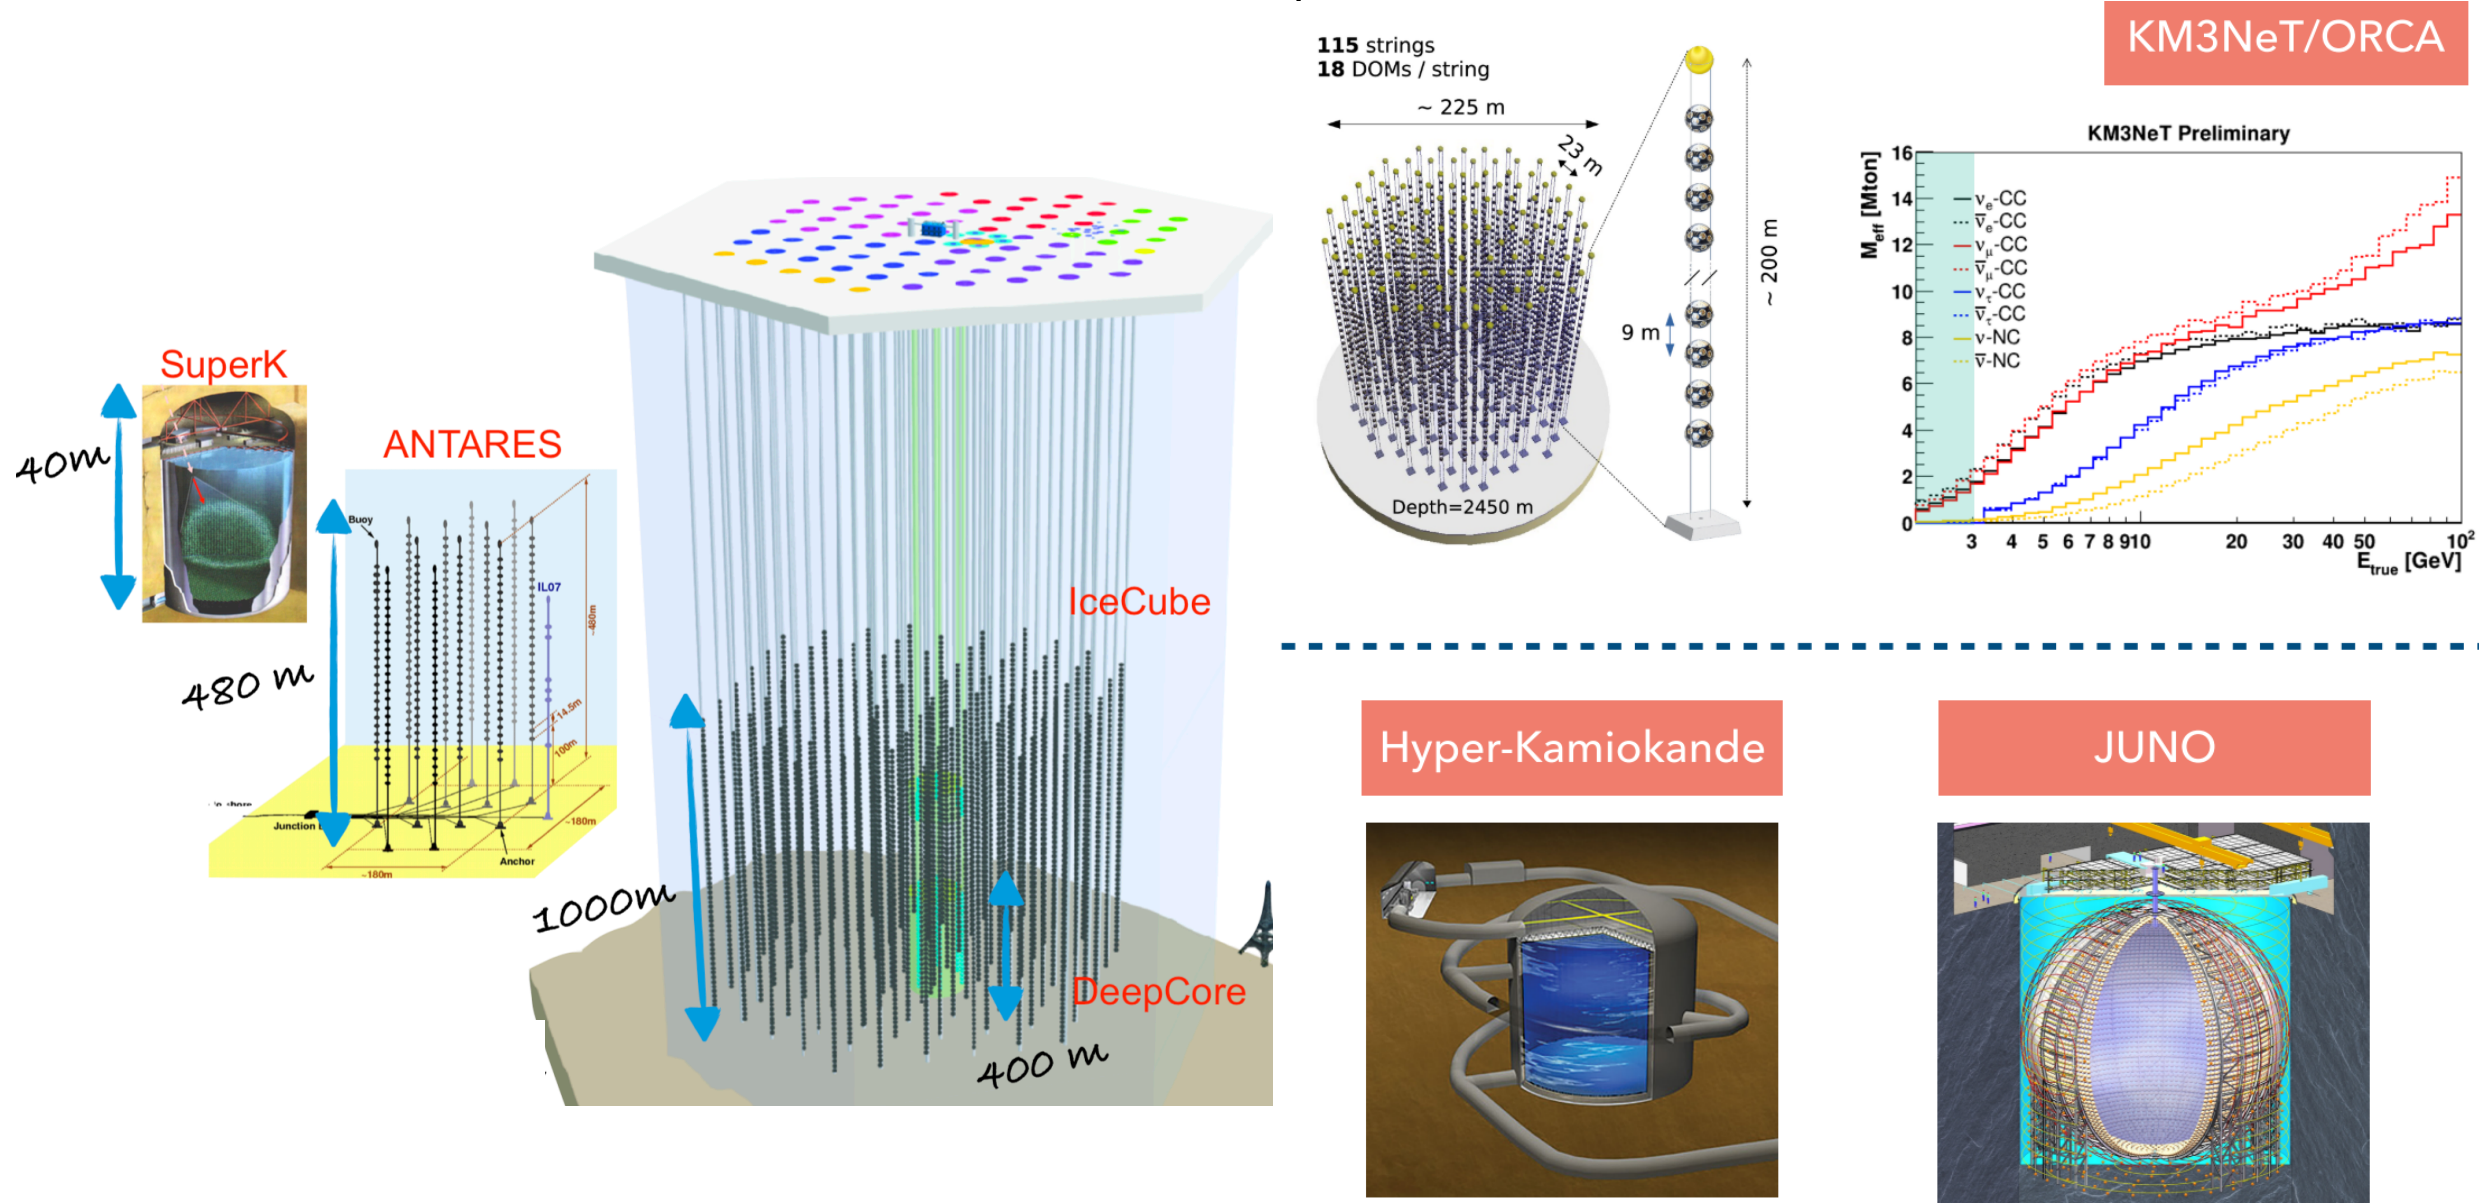 SuperK
40m
ANTARES
Buoy
IL07
~480m
14.5m
100m
480 m
Junction
Anchor
~180m
~180m
IceCube
1000m
DeepCore
400 m
KM3NeT/ORCA
115 strings
18 DOMs / string
~ 225 m
23 m
9 m
~ 200 m
Depth=2450 m
KM3NeT Preliminary
Meff [Mton]
16
14
12
10
8
6
4
2
0
νe-CC
ν̅e-CC
νμ-CC
ν̅μ-CC
ντ-CC
ν̅τ-CC
ν-NC
ν̅-NC
3 4 5 6 7 8 9 10 20 30 40 50 10²
Etrue [GeV]
Hyper-Kamiokande
JUNO